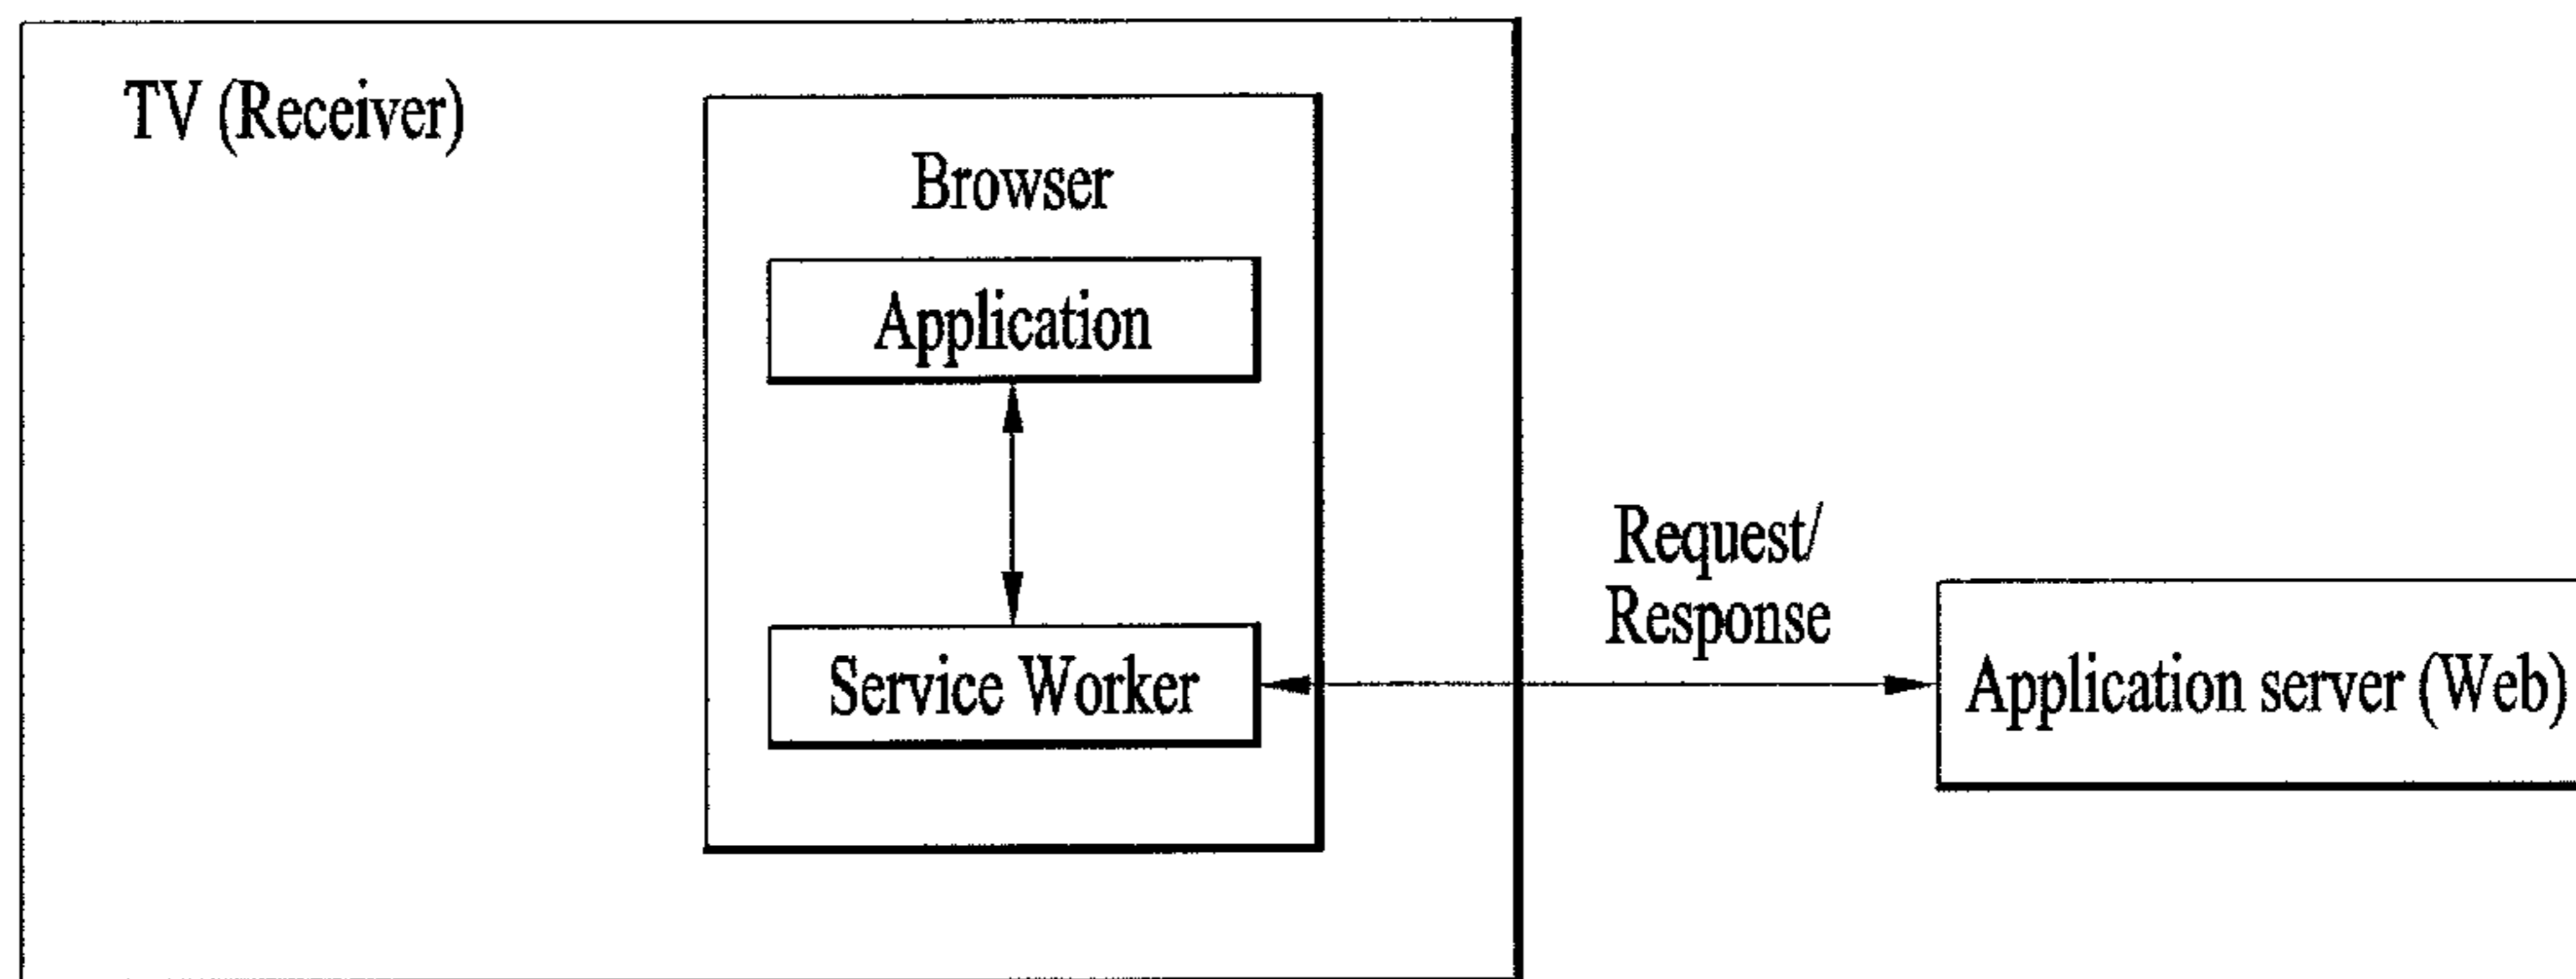 TV (Receiver)
Browser
Application
Service Worker
Request/
Response
Application server (Web)